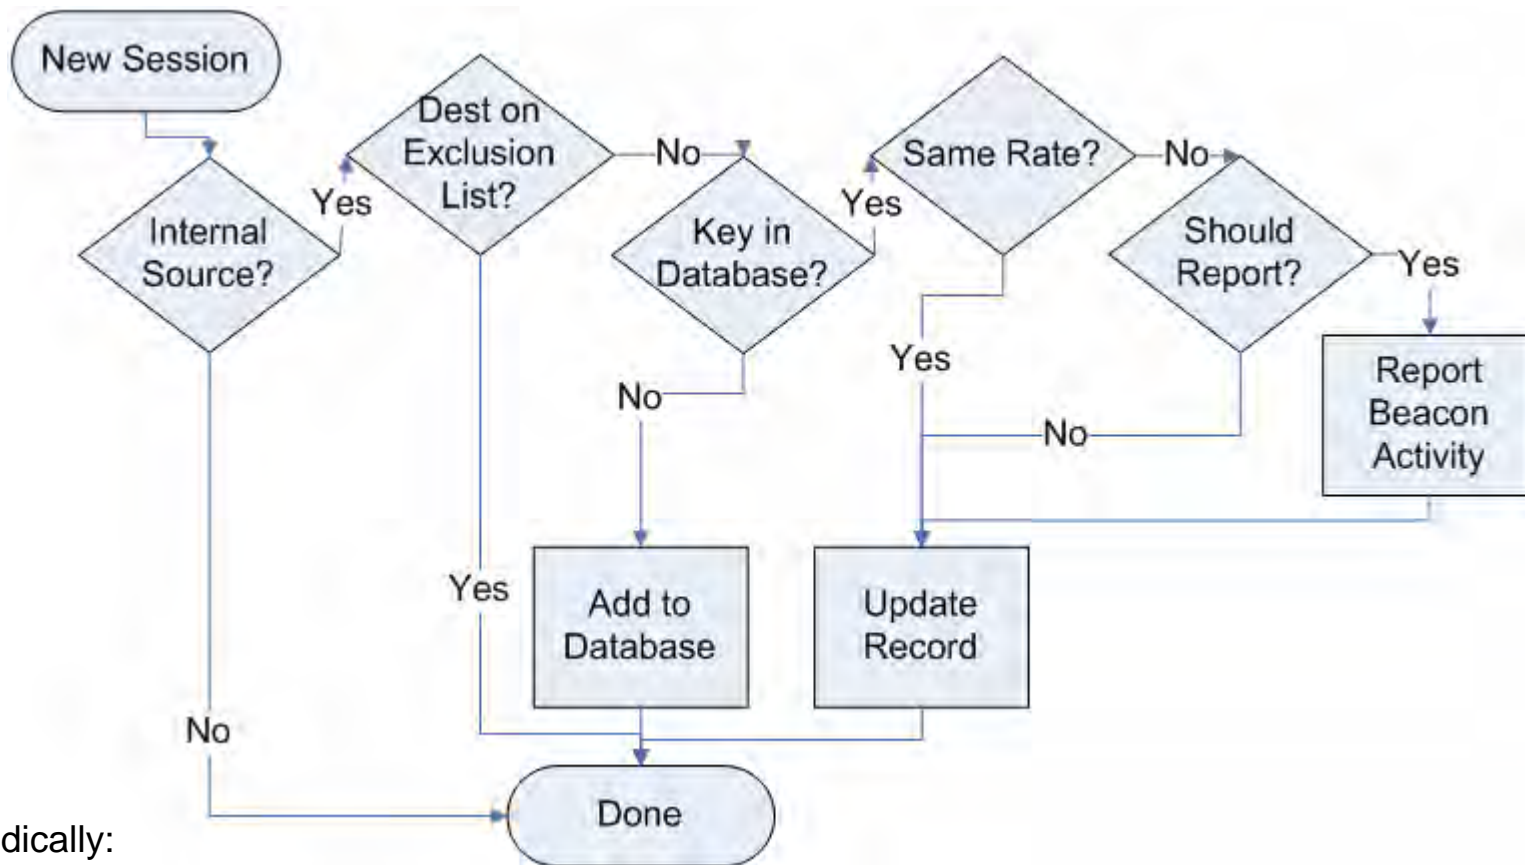 New Session
Internal
Source?
Yes
No
Dest on
Exclusion
List?
No
Yes
Key in
Database?
Yes
No
Same Rate?
No
Yes
Should
Report?
Yes
No
Report
Beacon
Activity
Add to
Database
Update
Record
Done
dically: